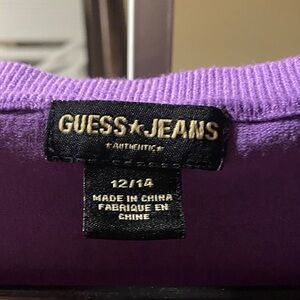 GUESS★JEANS
★AUTHENTIC★
12/14
MADE IN CHINA
FABRIQUE EN
CHINE